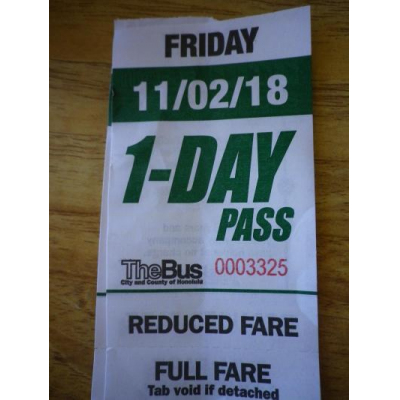 FRIDAY
11/02/18
1-DAY
PASS
TheBus 0003325
City and County of Honolulu
REDUCED FARE
FULL FARE
Tab void if detached